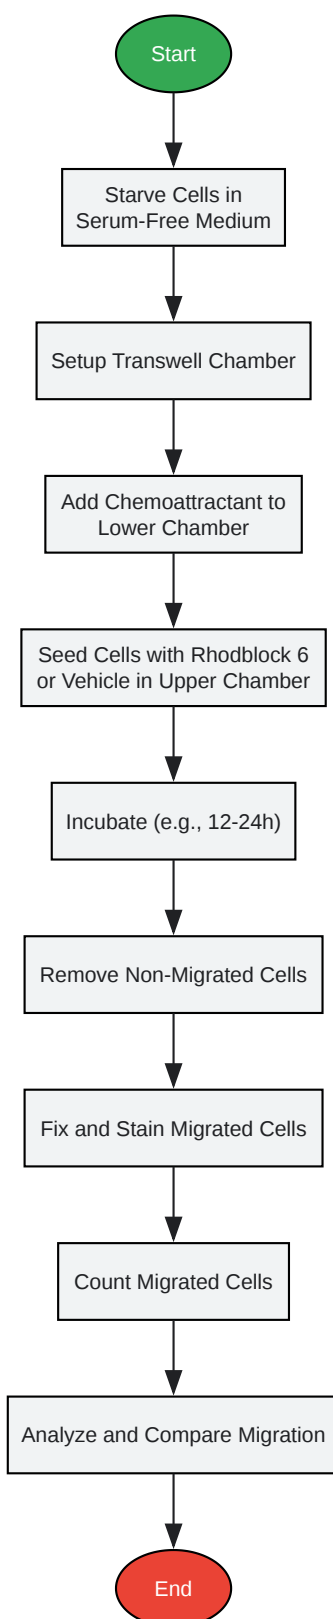 Start
Starve Cells in
Serum-Free Medium
Setup Transwell Chamber
Add Chemoattractant to
Lower Chamber
Seed Cells with Rhodblock 6
or Vehicle in Upper Chamber
Incubate (e.g., 12-24h)
Remove Non-Migrated Cells
Fix and Stain Migrated Cells
Count Migrated Cells
Analyze and Compare Migration
End